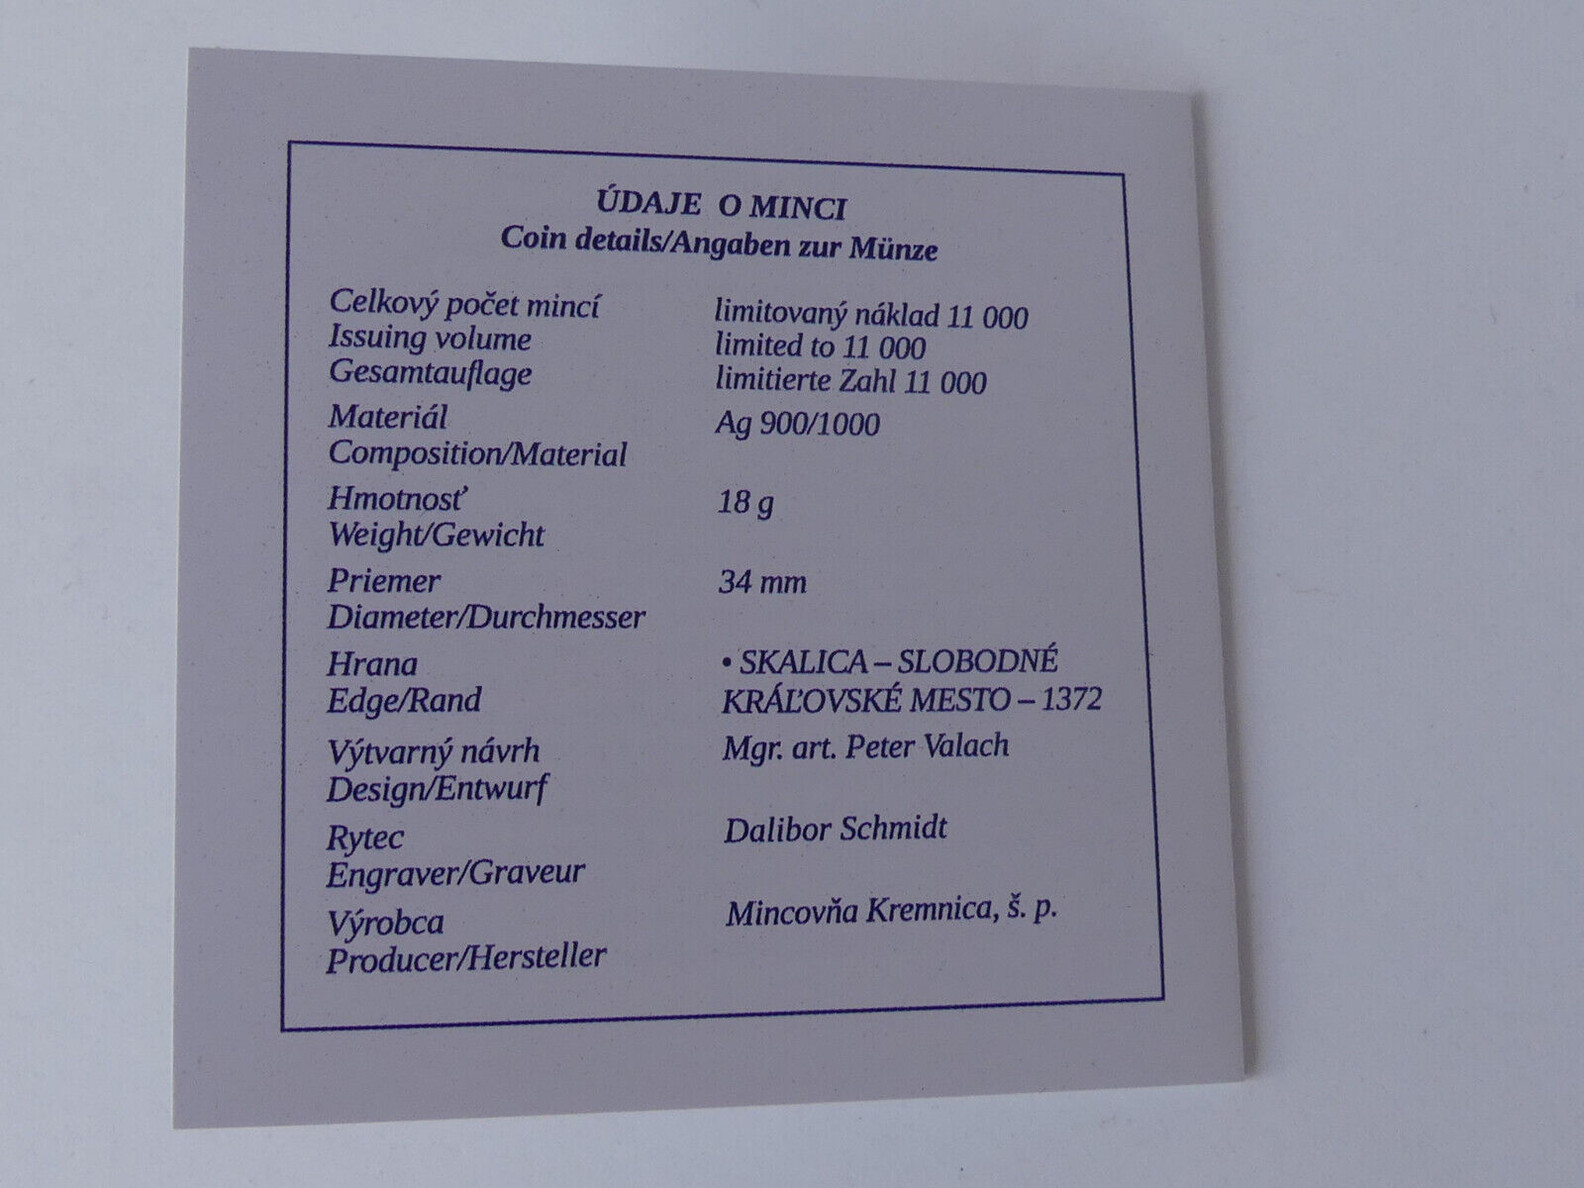 ÚDAJE O MINCI
Coin details/Angaben zur Münze
Celkový počet mincí limitovaný náklad 11 000
Issuing volume limited to 11 000
Gesamtauflage limitierte Zahl 11 000
Materiál Ag 900/1000
Composition/Material
Hmotnosť 18 g
Weight/Gewicht
Priemer 34 mm
Diameter/Durchmesser
Hrana • SKALICA – SLOBODNÉ
Edge/Rand KRÁĽOVSKÉ MESTO – 1372
Výtvarný návrh Mgr. art. Peter Valach
Design/Entwurf
Rytec Dalibor Schmidt
Engraver/Graveur
Výrobca Mincovňa Kremnica, š. p.
Producer/Hersteller